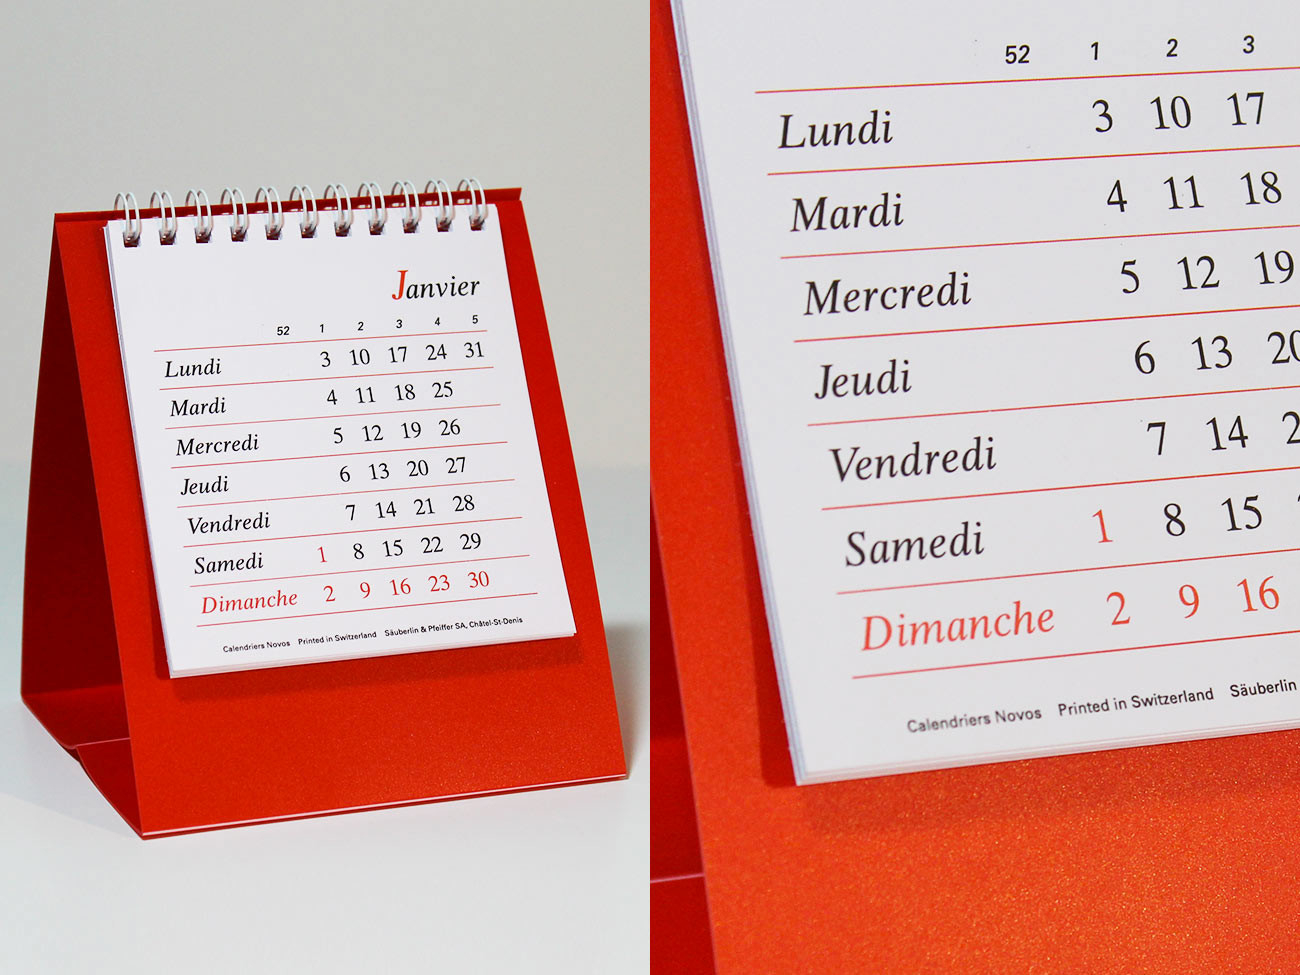 Janvier
52 1 2 3 4 5
Lundi 3 10 17 24 31
Mardi 4 11 18 25
Mercredi 5 12 19 26
Jeudi 6 13 20 27
Vendredi 7 14 21 28
Samedi 1 8 15 22 29
Dimanche 2 9 16 23 30
Calendriers Novos Printed in Switzerland Säuberlin & Pfeiffer SA, Châtel-St-Denis
52 1 2 3
Lundi 3 10 17
Mardi 4 11 18
Mercredi 5 12 19
Jeudi 6 13 20
Vendredi 7 14 2
Samedi 1 8 15
Dimanche 2 9 16
Calendriers Novos Printed in Switzerland Säuberlin